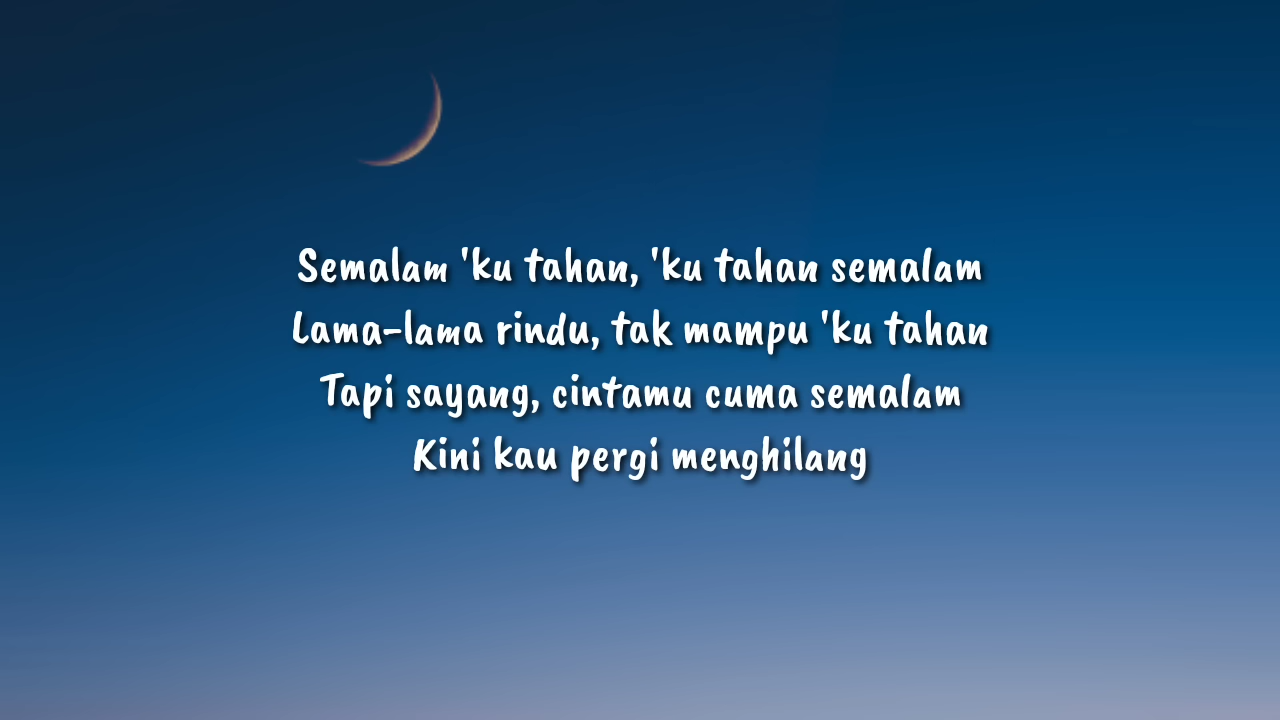 Semalam 'ku tahan, 'ku tahan semalam
Lama-lama rindu, tak mampu 'ku tahan
Tapi sayang, cintamu cuma semalam
Kini kau pergi menghilang